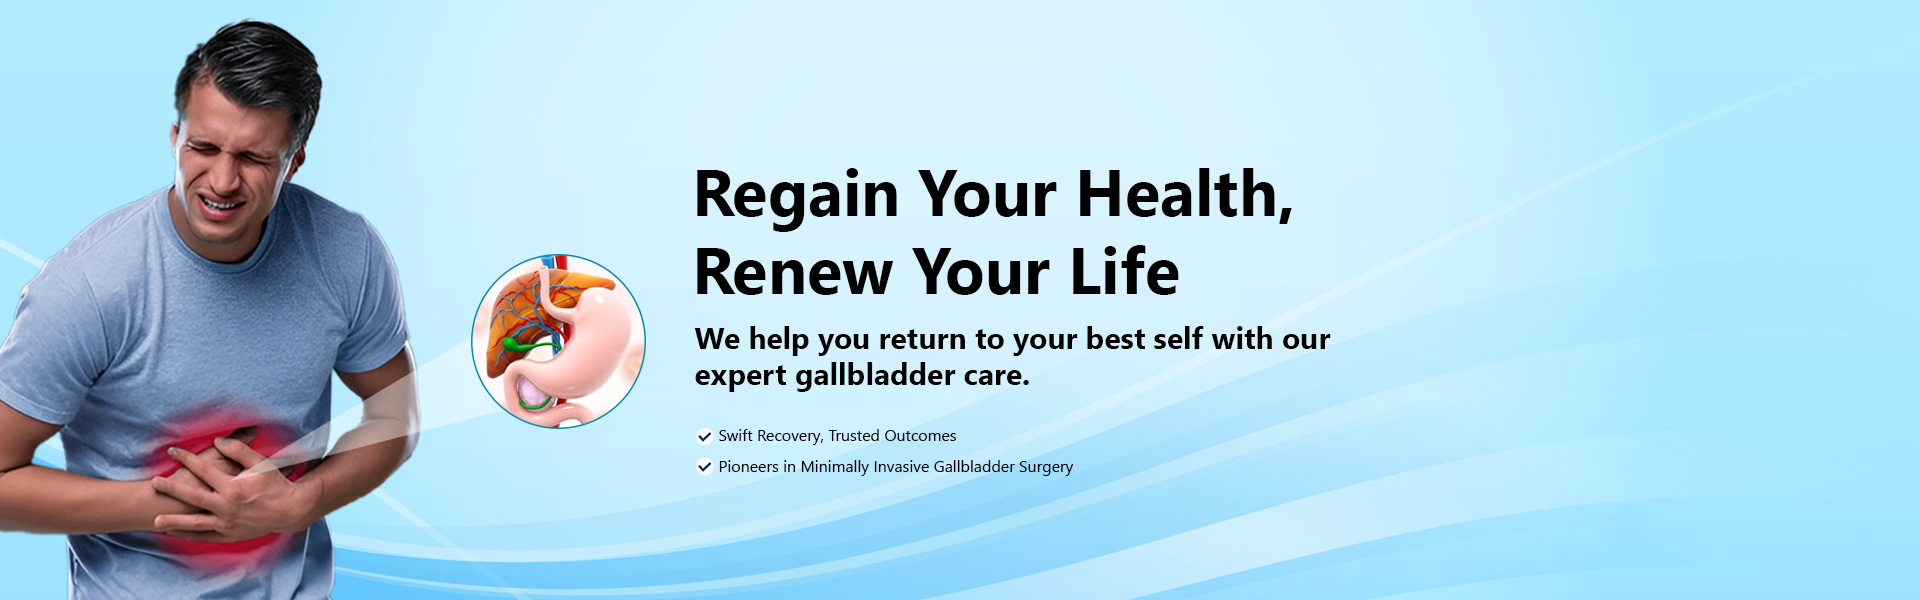 Regain Your Health,
Renew Your Life
We help you return to your best self with our
expert gallbladder care.
Swift Recovery, Trusted Outcomes
Pioneers in Minimally Invasive Gallbladder Surgery